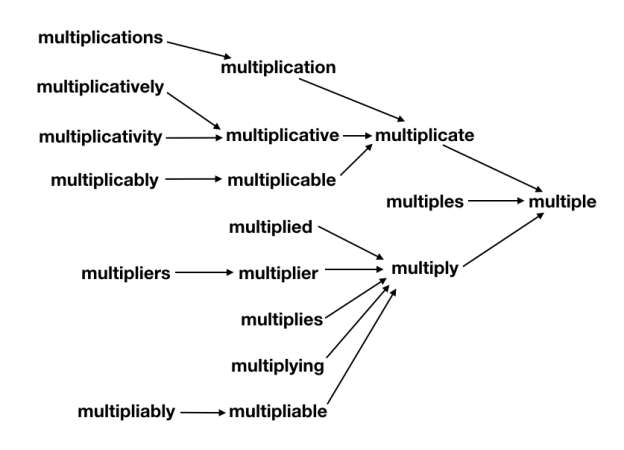 multiplications
multiplication
multiplicatively
multiplicativity
multiplicative
multiplicate
multiplicably
multiplicable
multiples
multiple
multiplied
multipliers
multiplier
multiply
multiplies
multiplying
multipliably
multipliable